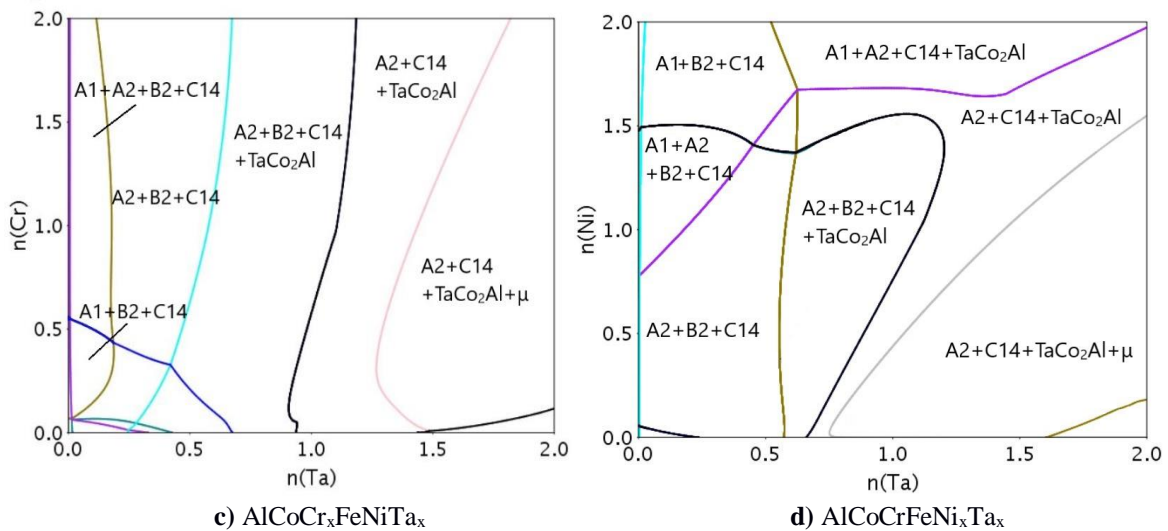 2.0
1.5
1.0
0.5
0.0
0.0 0.5 1.0 1.5 2.0
n(Cr)
n(Ta)
A1+A2+B2+C14
A2+B2+C14
A1+B2+C14
A2+B2+C14
+TaCo₂Al
A2+C14
+TaCo₂Al
A2+C14
+TaCo₂Al+μ
c) AlCoCrₓFeNiTaₓ
2.0
1.5
1.0
0.5
0.0
0.0 0.5 1.0 1.5 2.0
n(Ni)
n(Ta)
A1+B2+C14
A1+A2+C14+TaCo₂Al
A2+C14+TaCo₂Al
A1+A2
+B2+C14
A2+B2+C14
+TaCo₂Al
A2+B2+C14
A2+C14+TaCo₂Al+μ
d) AlCoCrFeNiₓTaₓ